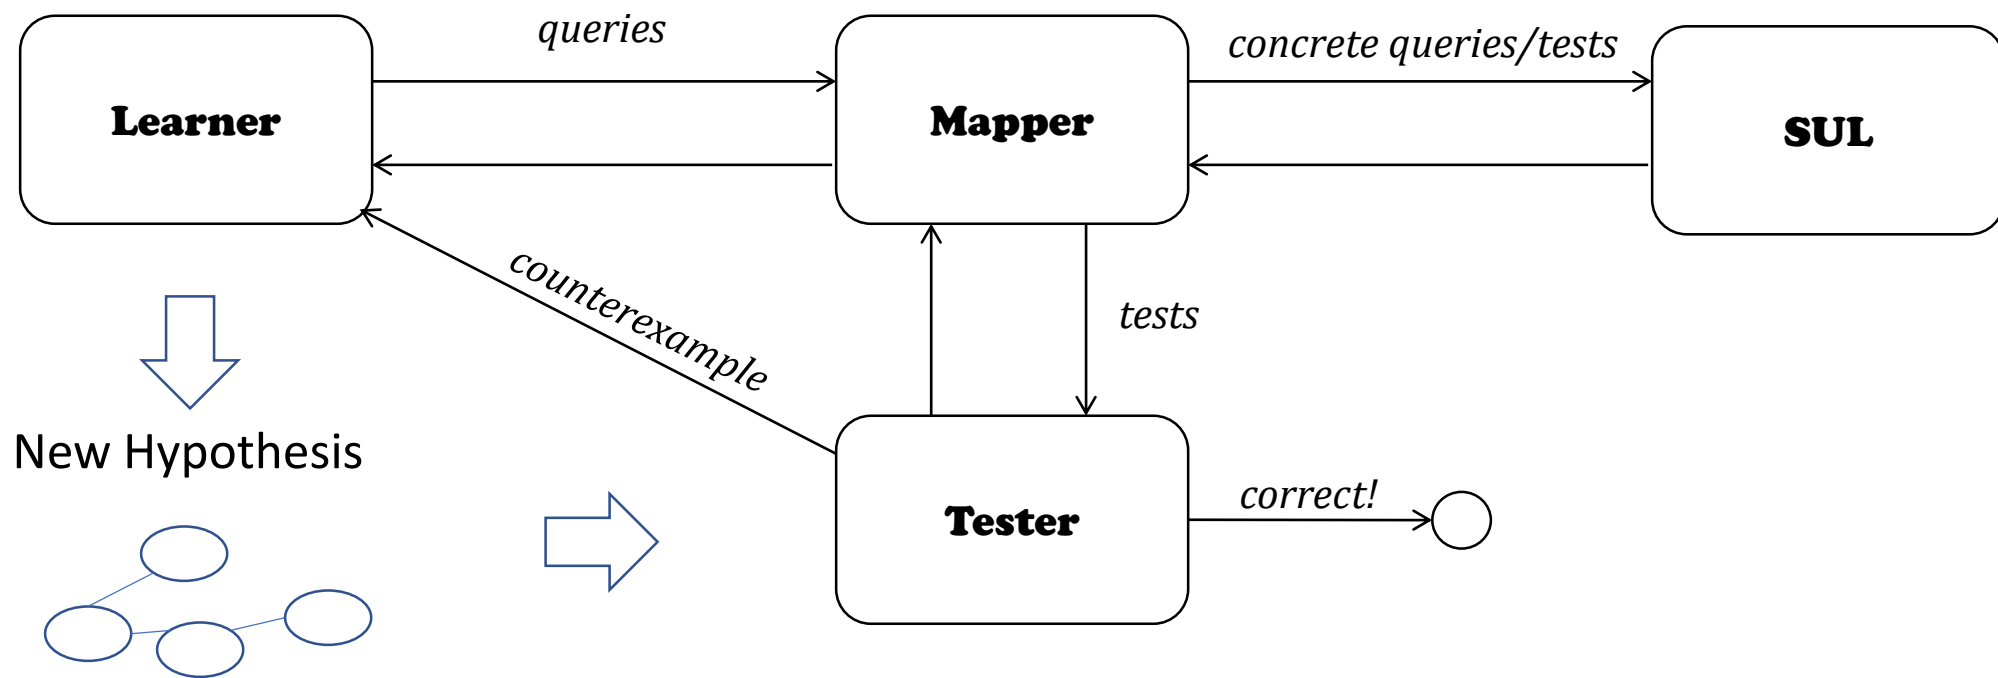 queries
concrete queries/tests
Learner
Mapper
SUL
counterexample
tests
New Hypothesis
correct!
Tester